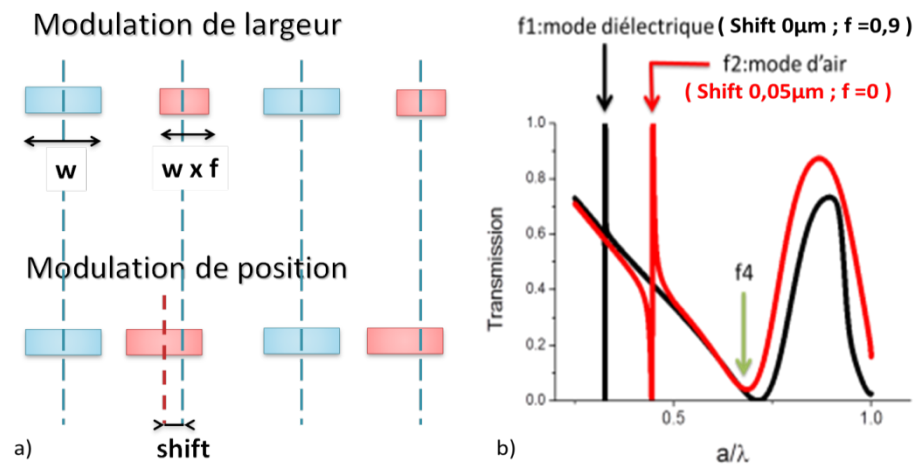 Modulation de largeur
w
w x f
Modulation de position
shift
a)
f1:mode diélectrique ( Shift 0µm ; f =0,9)
f2:mode d'air
( Shift 0,05µm ; f =0)
1.0
0.8
0.6
0.4
0.2
0.0
Transmission
f4
0.5
1.0
a/λ
b)